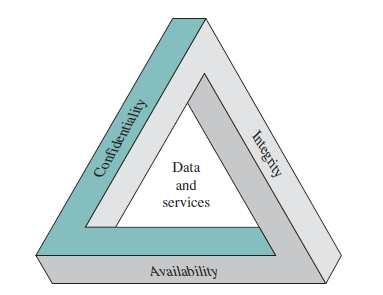 Confidentiality
Integrity
Data
and
services
Availability